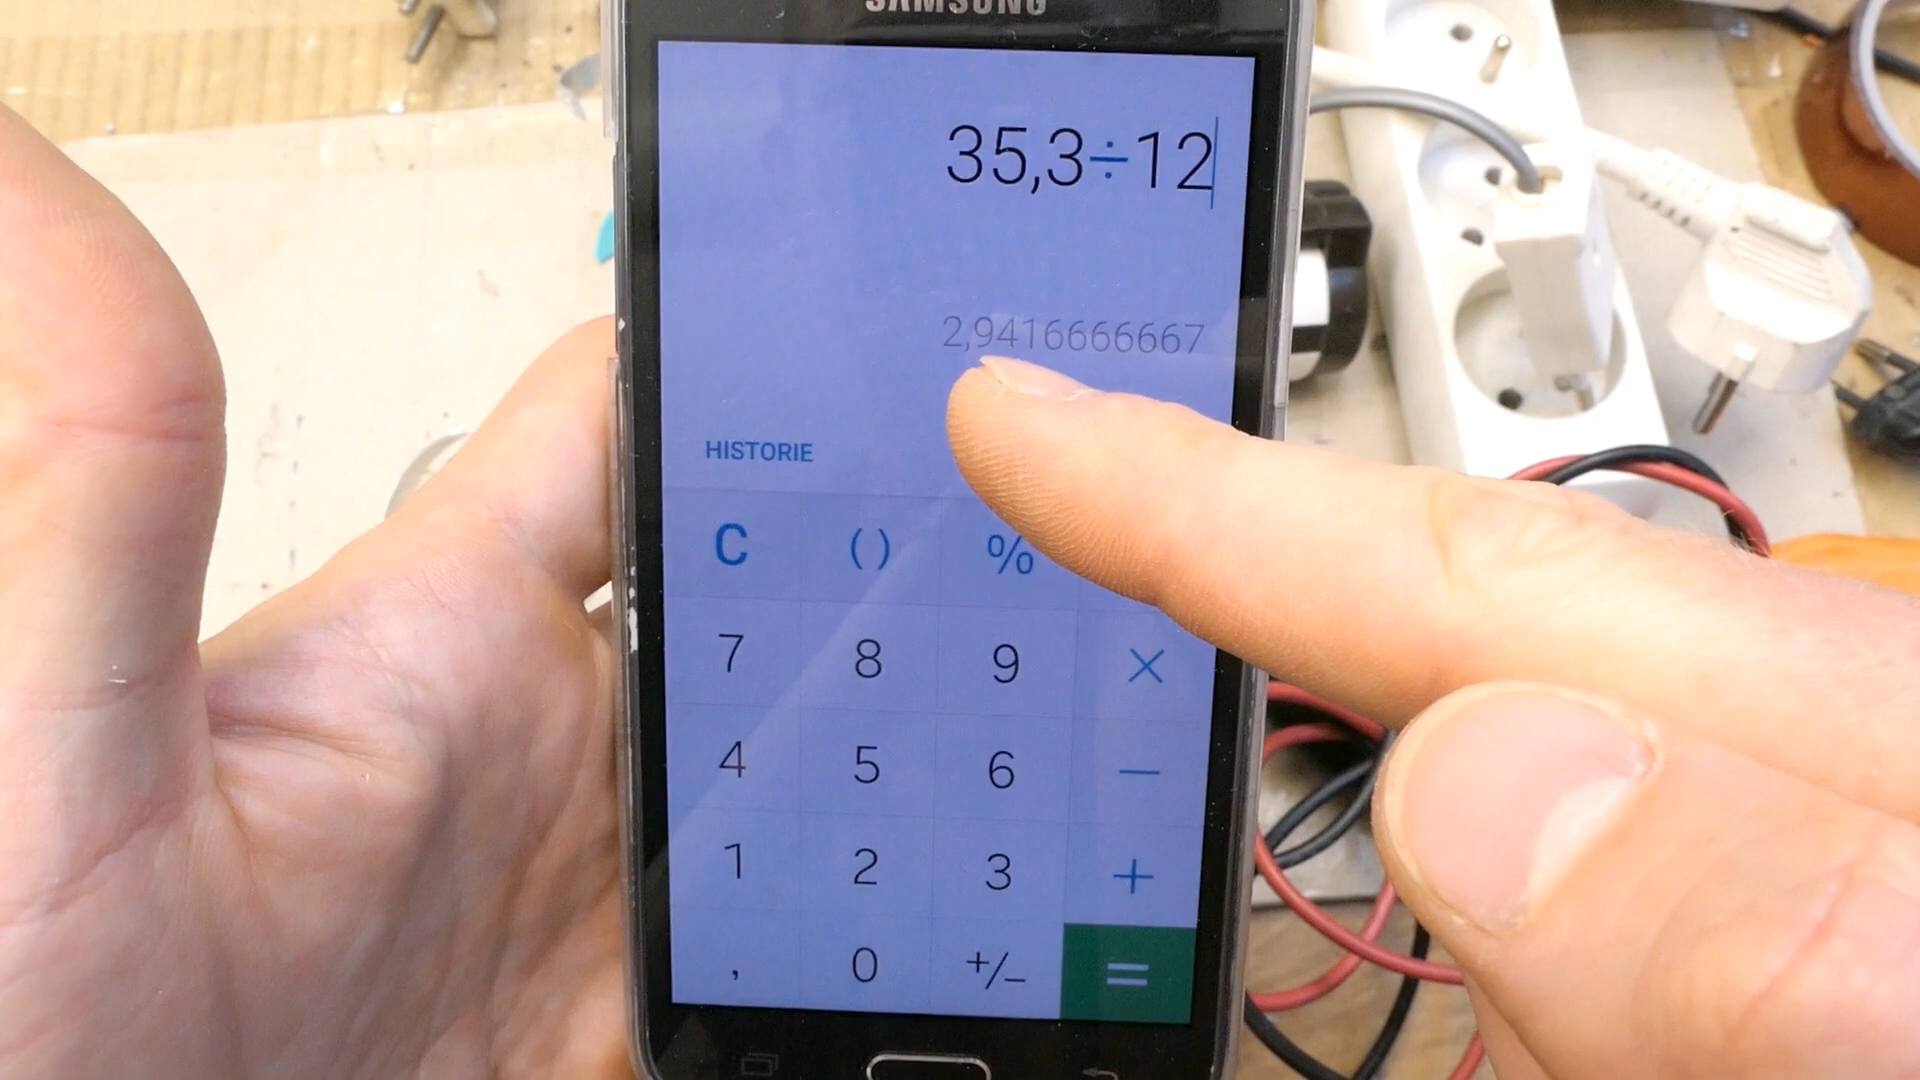 SAMSUNG
35,3÷12
2,9416666667
HISTORIE
C () %
7 8 9 ×
4 5 6 −
1 2 3 +
, 0 +/− =